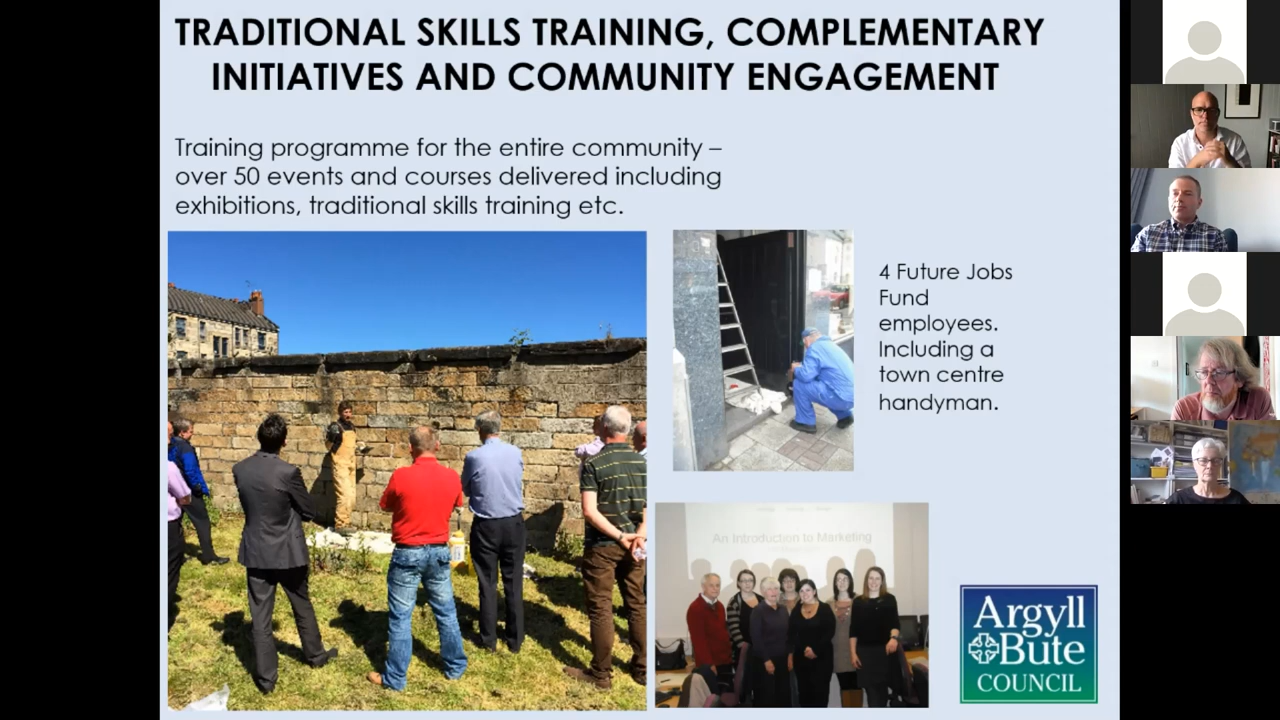 TRADITIONAL SKILLS TRAINING, COMPLEMENTARY
INITIATIVES AND COMMUNITY ENGAGEMENT
Training programme for the entire community –
over 50 events and courses delivered including
exhibitions, traditional skills training etc.
4 Future Jobs
Fund
employees.
Including a
town centre
handyman.
An Introduction to Marketing
Argyll
Bute
COUNCIL